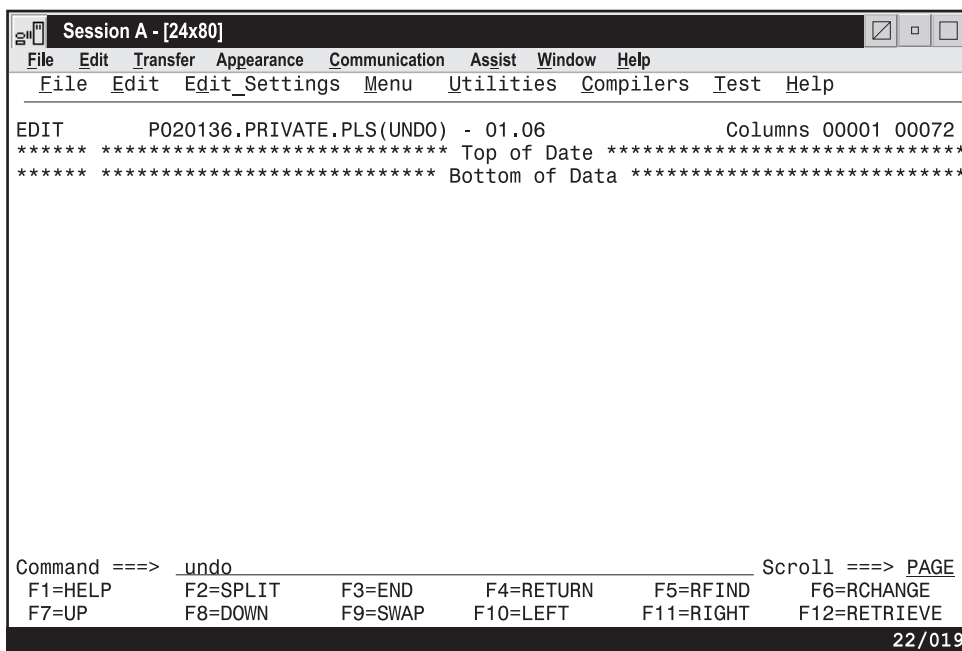 Session A - [24x80]
File Edit Transfer Appearance Communication Assist Window Help
File Edit Edit_Settings Menu Utilities Compilers Test Help
EDIT PO20136.PRIVATE.PLS(UNDO) - 01.06 Columns 00001 00072
****** ***************************** Top of Date ******************************
****** **************************** Bottom of Data ****************************
Command ===> undo Scroll ===> PAGE
F1=HELP F2=SPLIT F3=END F4=RETURN F5=RFIND F6=RCHANGE
F7=UP F8=DOWN F9=SWAP F10=LEFT F11=RIGHT F12=RETRIEVE
22/019